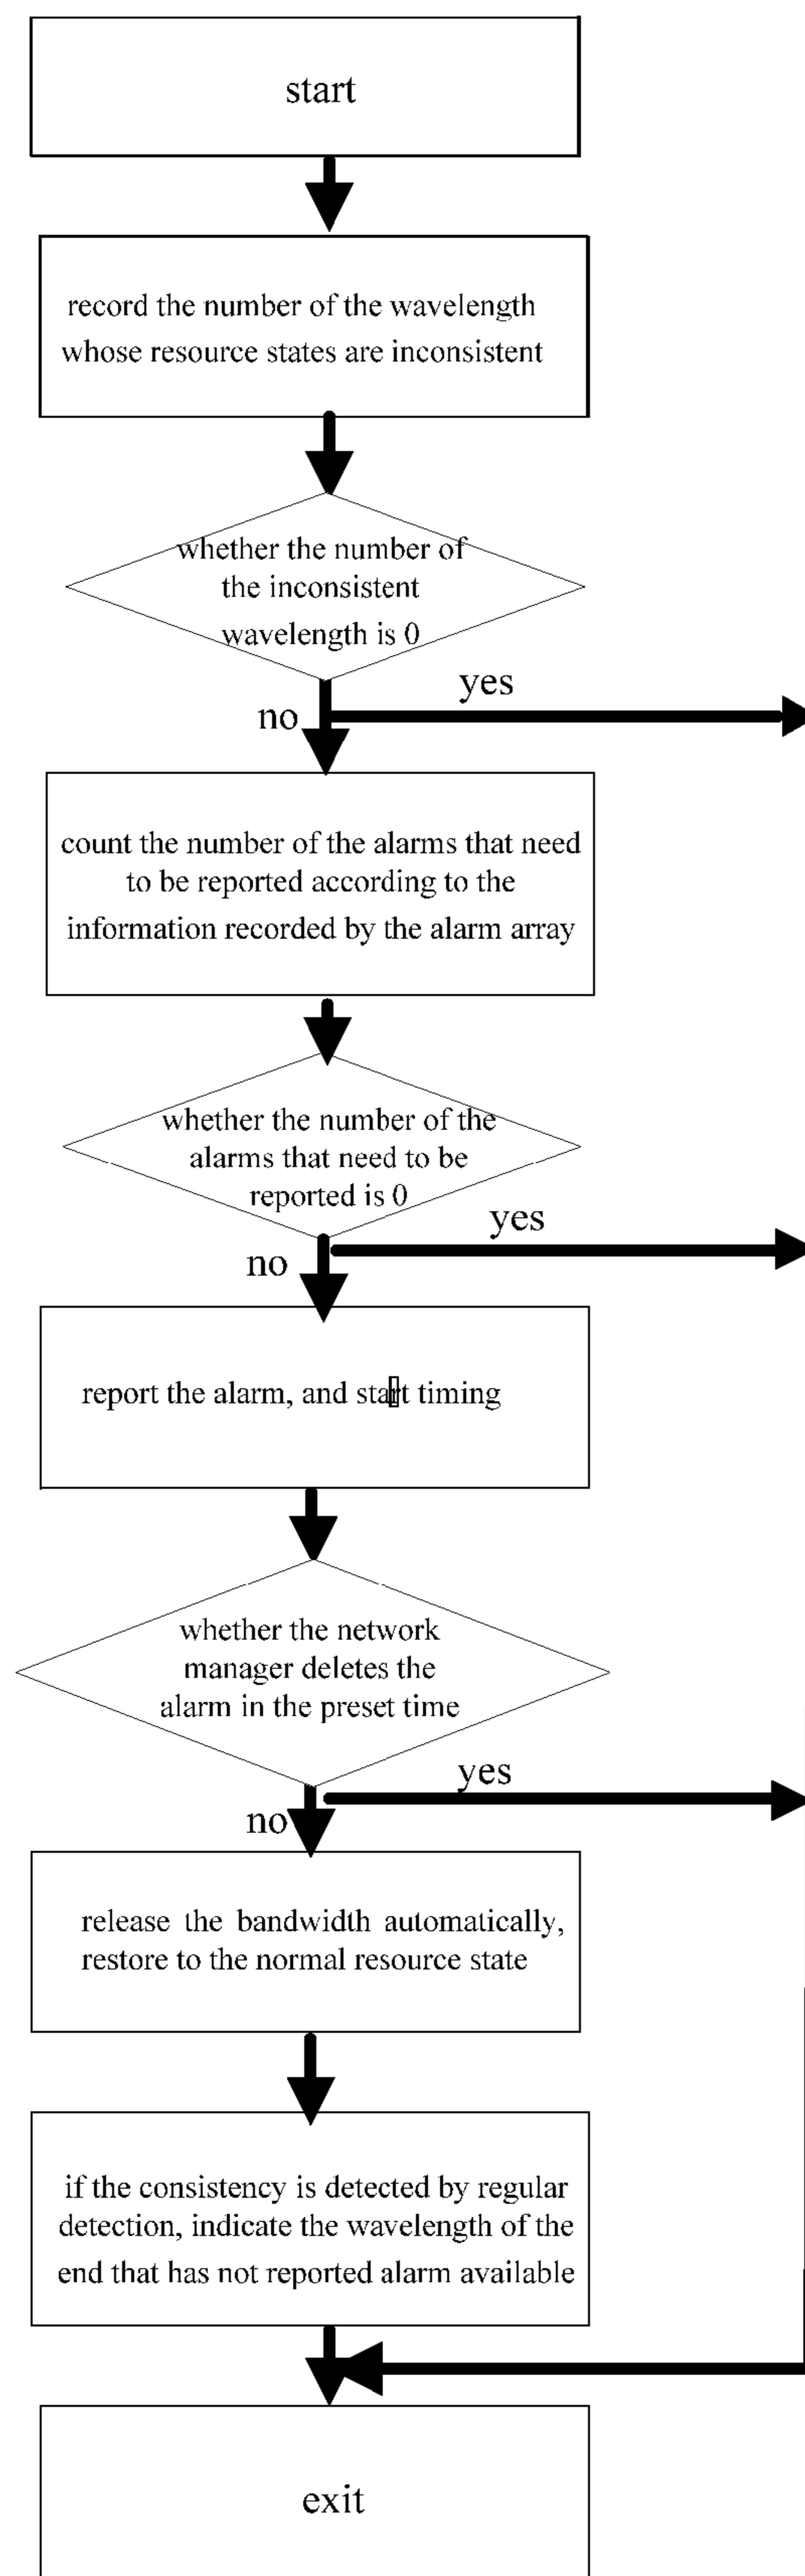 start
record the number of the wavelength
whose resource states are inconsistent
whether the number of
the inconsistent
wavelength is 0
yes
no
count the number of the alarms that need
to be reported according to the
information recorded by the alarm array
whether the number of the
alarms that need to be
reported is 0
yes
no
report the alarm, and start timing
whether the network
manager deletes the
alarm in the preset time
yes
no
release the bandwidth automatically,
restore to the normal resource state
if the consistency is detected by regular
detection, indicate the wavelength of the
end that has not reported alarm available
exit